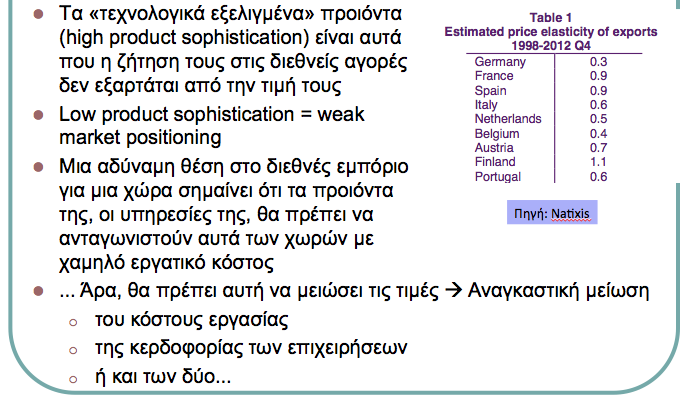 Τα «τεχνολογικά εξελιγμένα» προιόντα
(high product sophistication) είναι αυτά
που η ζήτηση τους στις διεθνείς αγορές
δεν εξαρτάται από την τιμή τους
Low product sophistication = weak
market positioning
Μια αδύναμη θέση στο διεθνές εμπόριο
για μια χώρα σημαίνει ότι τα προιόντα
της, οι υπηρεσίες της, θα πρέπει να
ανταγωνιστούν αυτά των χωρών με
χαμηλό εργατικό κόστος
... Άρα, θα πρέπει αυτή να μειώσει τις τιμές → Αναγκαστική μείωση
του κόστους εργασίας
της κερδοφορίας των επιχειρήσεων
ή και των δύο...
Table 1
Estimated price elasticity of exports
1998-2012 Q4
Germany 0.3
France 0.9
Spain 0.9
Italy 0.6
Netherlands 0.5
Belgium 0.4
Austria 0.7
Finland 1.1
Portugal 0.6
Πηγή: Natixis